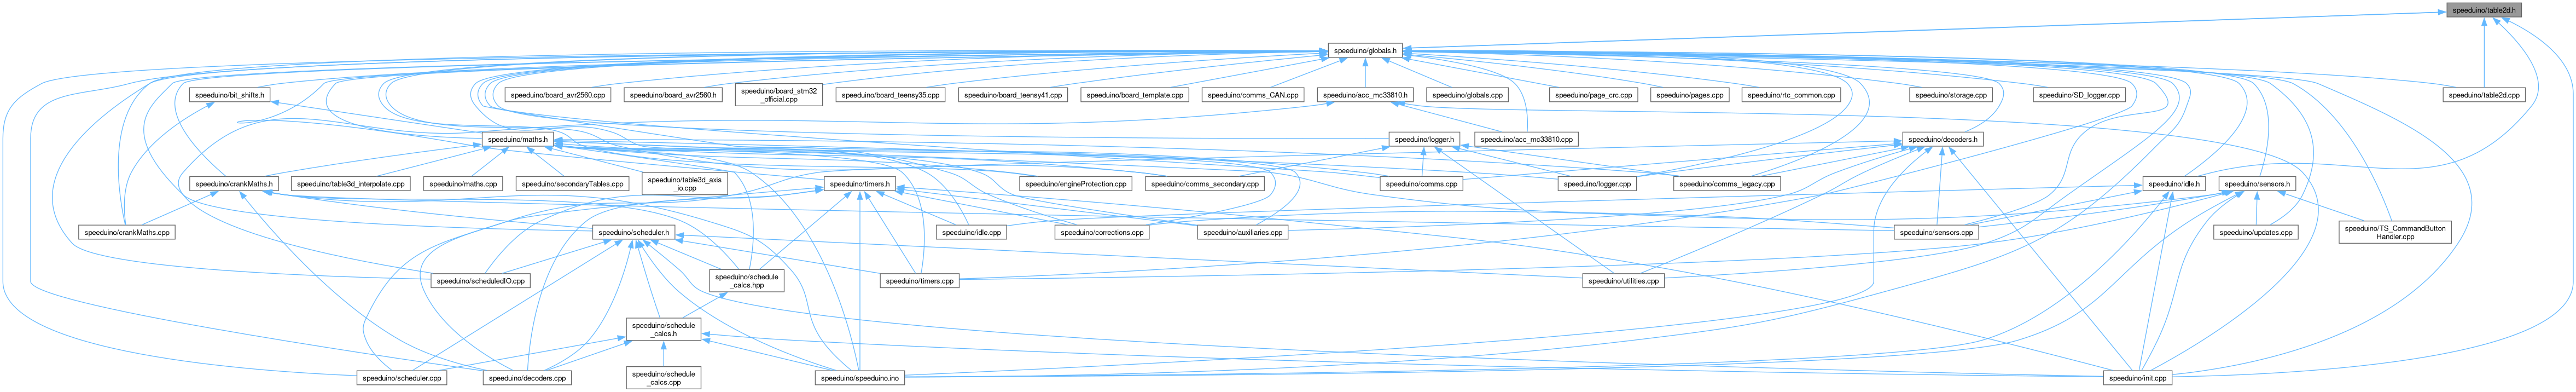 speeduino/table2d.h
speeduino/globals.h
speeduino/bit_shifts.h
speeduino/board_avr2560.cpp
speeduino/board_avr2560.h
speeduino/board_stm32
_official.cpp
speeduino/board_teensy35.cpp
speeduino/board_teensy41.cpp
speeduino/board_template.cpp
speeduino/comms_CAN.cpp
speeduino/acc_mc33810.h
speeduino/globals.cpp
speeduino/page_crc.cpp
speeduino/pages.cpp
speeduino/rtc_common.cpp
speeduino/storage.cpp
speeduino/SD_logger.cpp
speeduino/table2d.cpp
speeduino/maths.h
speeduino/logger.h
speeduino/acc_mc33810.cpp
speeduino/decoders.h
speeduino/crankMaths.h
speeduino/table3d_interpolate.cpp
speeduino/maths.cpp
speeduino/secondaryTables.cpp
speeduino/table3d_axis
_io.cpp
speeduino/timers.h
speeduino/engineProtection.cpp
speeduino/comms_secondary.cpp
speeduino/comms.cpp
speeduino/logger.cpp
speeduino/comms_legacy.cpp
speeduino/idle.h
speeduino/sensors.h
speeduino/crankMaths.cpp
speeduino/scheduler.h
speeduino/idle.cpp
speeduino/corrections.cpp
speeduino/auxiliaries.cpp
speeduino/sensors.cpp
speeduino/updates.cpp
speeduino/TS_CommandButton
Handler.cpp
speeduino/scheduledIO.cpp
speeduino/schedule
_calcs.hpp
speeduino/timers.cpp
speeduino/utilities.cpp
speeduino/schedule
_calcs.h
speeduino/scheduler.cpp
speeduino/decoders.cpp
speeduino/schedule
_calcs.cpp
speeduino/speeduino.ino
speeduino/init.cpp